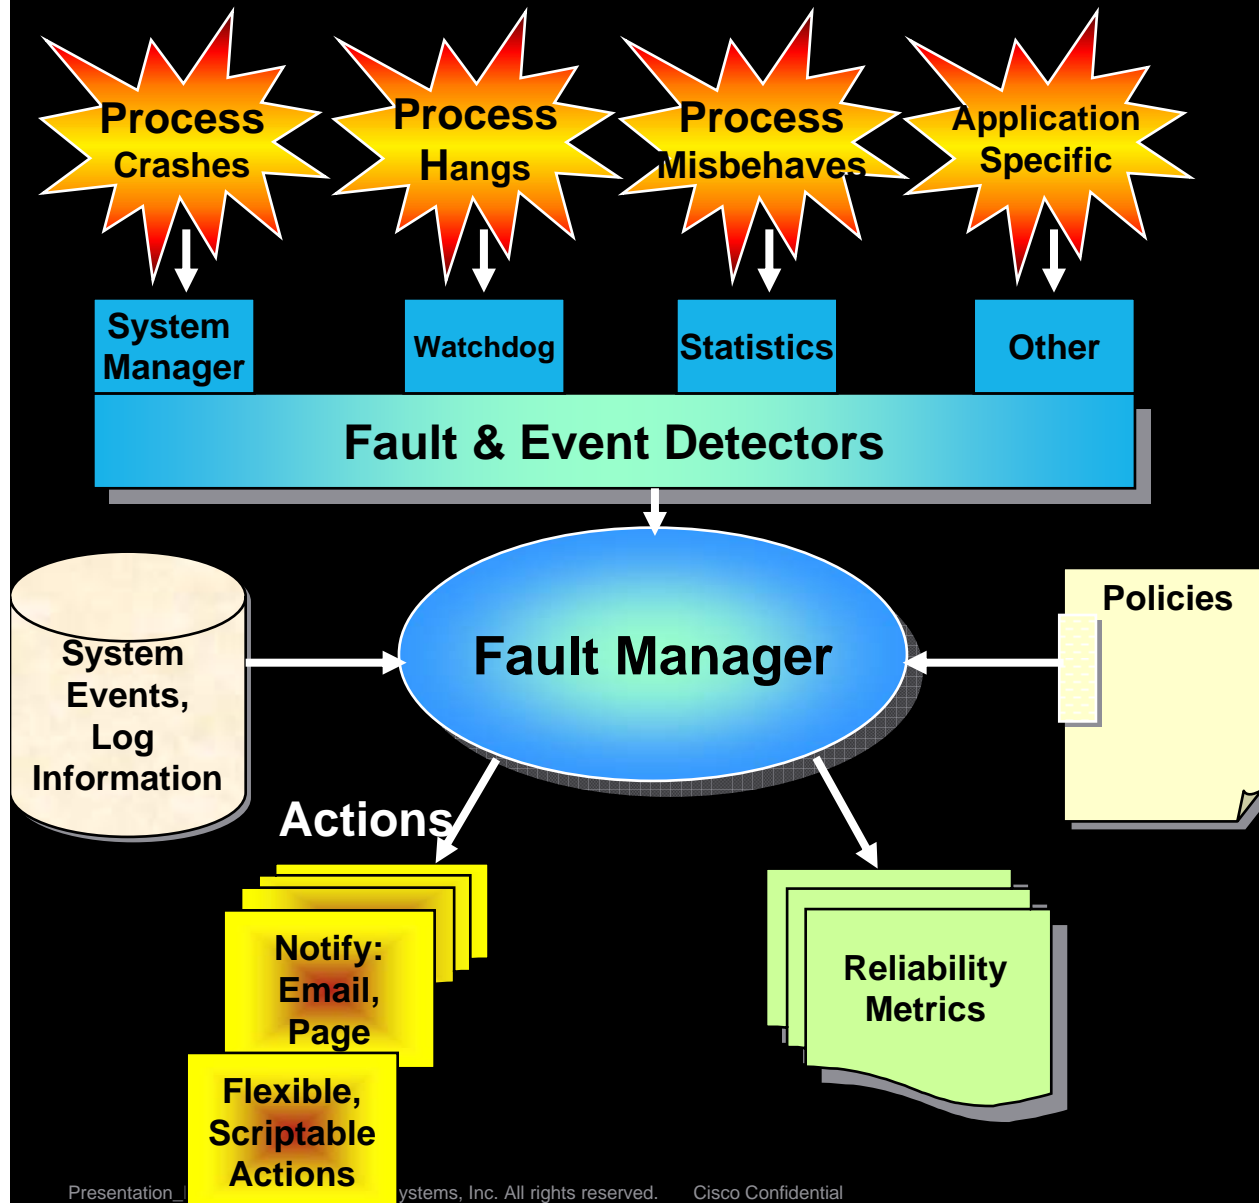 Process
Crashes
Process
Hangs
Process
Misbehaves
Application
Specific
System
Manager
Watchdog
Statistics
Other
Fault & Event Detectors
System
Events,
Log
Information
Fault Manager
Policies
Actions
Notify:
Email,
Page
Flexible,
Scriptable
Actions
Reliability
Metrics
Presentation_
ystems, Inc. All rights reserved. Cisco Confidential